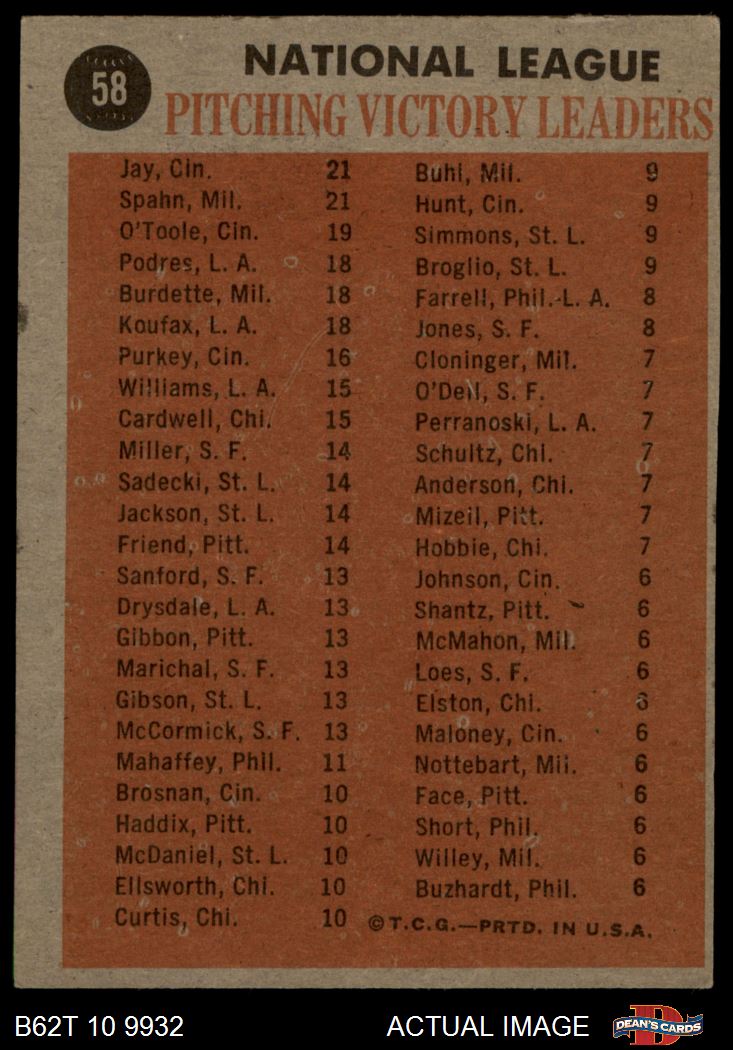 58
NATIONAL LEAGUE
PITCHING VICTORY LEADERS
Jay, Cin. 21
Spahn, Mil. 21
O'Toole, Cin. 19
Podres, L. A. 18
Burdette, Mil. 18
Koufax, L. A. 18
Purkey, Cin. 16
Williams, L. A. 15
Cardwell, Chi. 15
Miller, S. F. 14
Sadecki, St. L. 14
Jackson, St. L. 14
Friend, Pitt. 14
Sanford, S. F. 13
Drysdale, L. A. 13
Gibbon, Pitt. 13
Marichal, S. F. 13
Gibson, St. L. 13
McCormick, S. F. 13
Mahaffey, Phil. 11
Brosnan, Cin. 10
Haddix, Pitt. 10
McDaniel, St. L. 10
Ellsworth, Chi. 10
Curtis, Chi. 10
Buhl, Mil. 9
Hunt, Cin. 9
Simmons, St. L. 9
Broglio, St. L. 9
Farrell, Phil.-L. A. 8
Jones, S. F. 8
Cloninger, Mil. 7
O'Dell, S. F. 7
Perranoski, L. A. 7
Schultz, Chi. 7
Anderson, Chi. 7
Mizell, Pitt. 7
Hobbie, Chi. 7
Johnson, Cin. 6
Shantz, Pitt. 6
McMahon, Mil. 6
Loes, S. F. 6
Elston, Chi. 6
Maloney, Cin. 6
Nottebart, Mil. 6
Face, Pitt. 6
Short, Phil. 6
Willey, Mil. 6
Buzhardt, Phil. 6
©T.C.G.—PRTD. IN U.S.A.
B62T 10 9932
ACTUAL IMAGE
DEAN'S CARDS